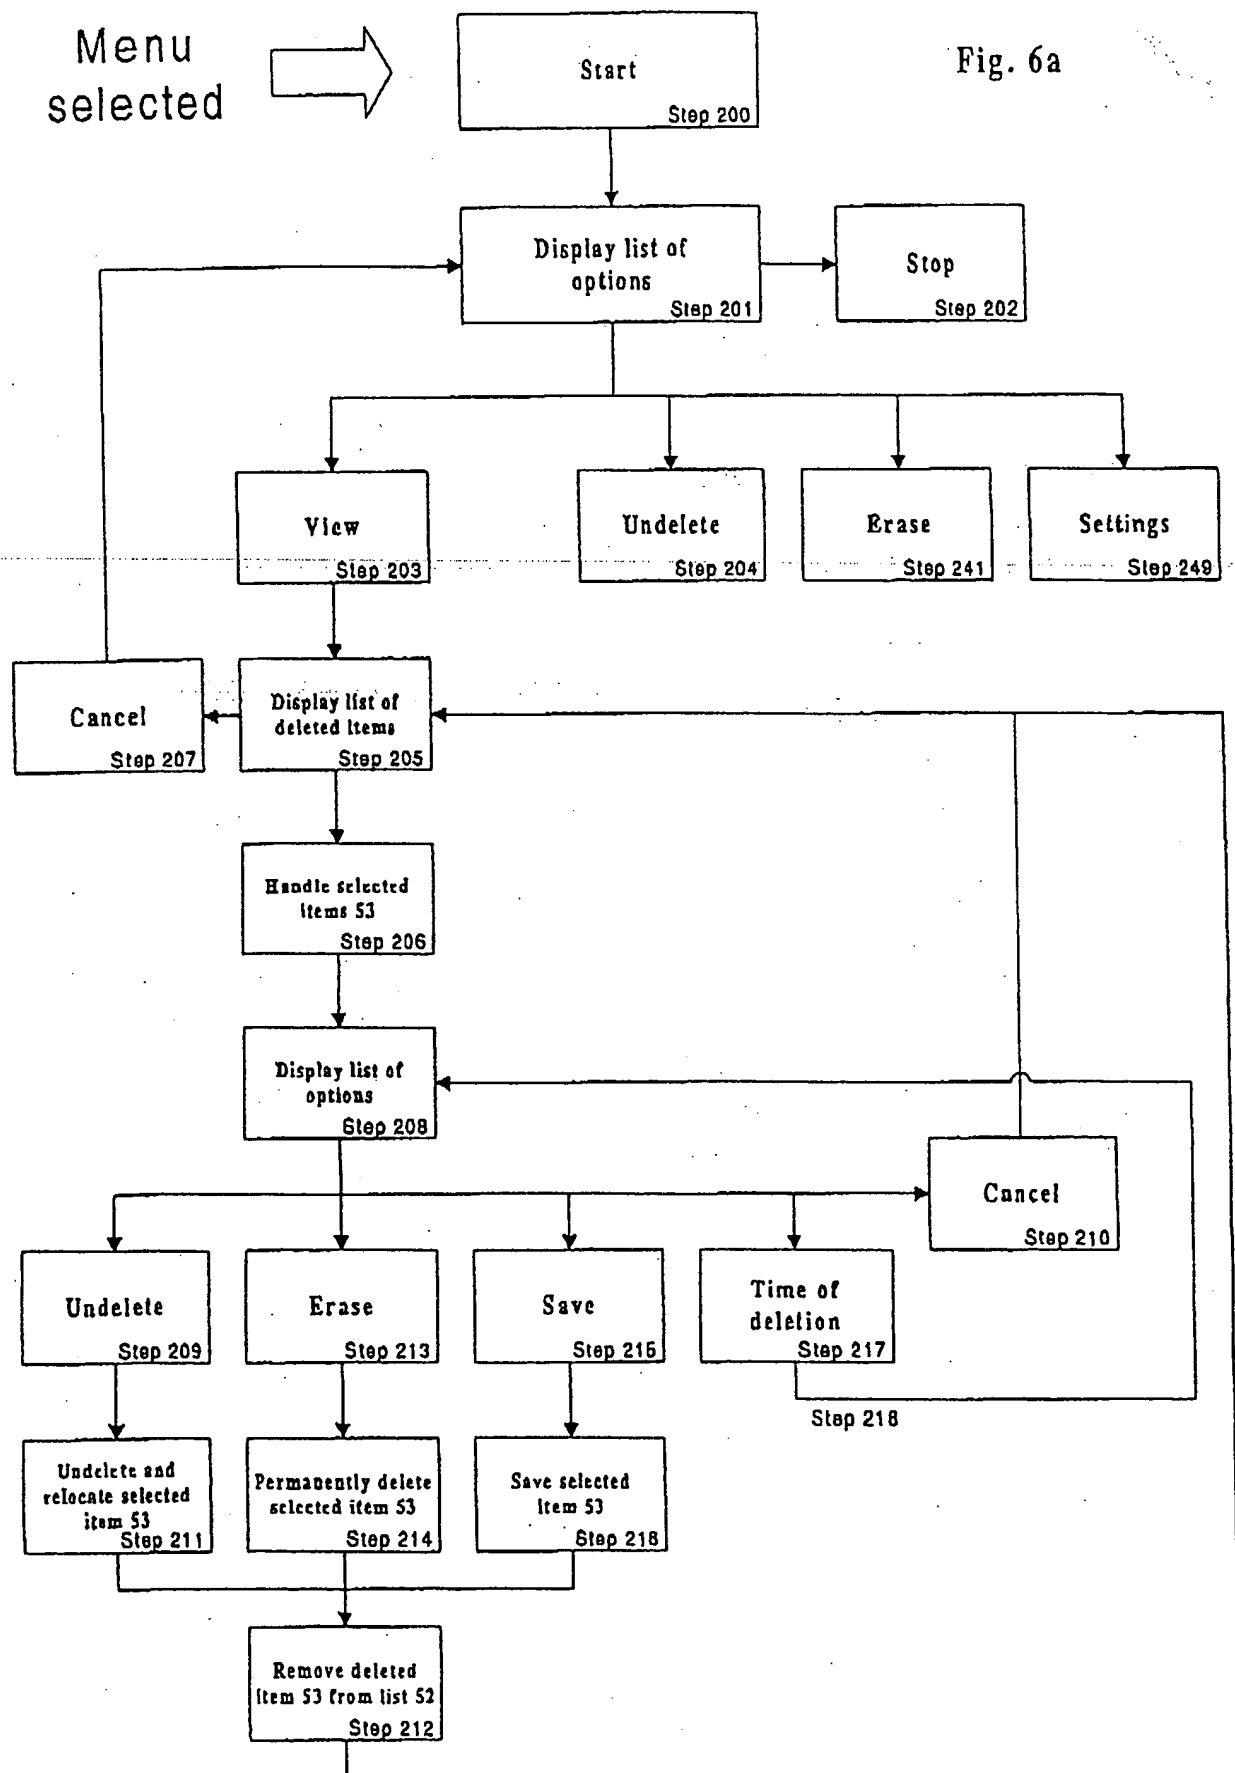 Menu
selected
Start
Step 200
Fig. 6a
Display list of
options
Step 201
Stop
Step 202
View
Step 203
Undelete
Step 204
Erase
Step 241
Settings
Step 249
Cancel
Step 207
Display list of
deleted items
Step 205
Handle selected
items 53
Step 206
Display list of
options
Step 208
Cancel
Step 210
Undelete
Step 209
Erase
Step 213
Save
Step 215
Time of
deletion
Step 217
Step 218
Undelete and
relocate selected
item 53
Step 211
Permanently delete
selected item 53
Step 214
Save selected
item 53
Step 218
Remove deleted
item 53 from list 52
Step 212